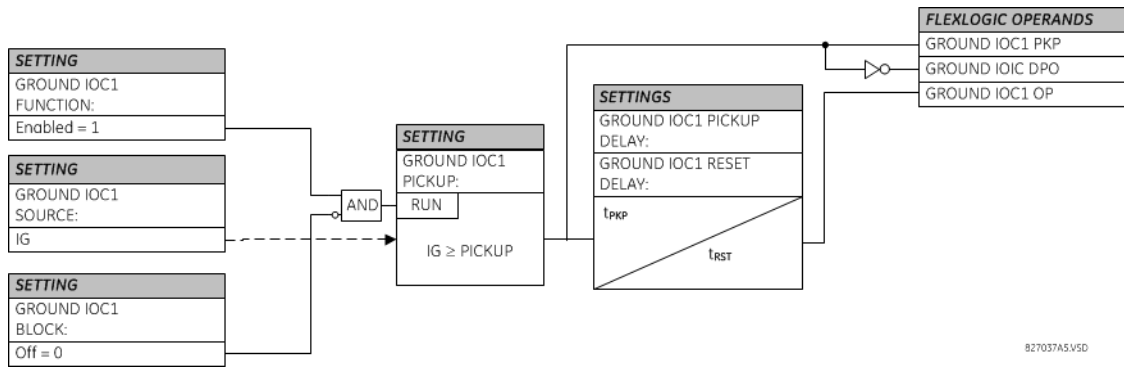 SETTING
GROUND IOC1
FUNCTION:
Enabled = 1
SETTING
GROUND IOC1
SOURCE:
IG
SETTING
GROUND IOC1
BLOCK:
Off = 0
AND
SETTING
GROUND IOC1
PICKUP:
RUN
IG ≥ PICKUP
SETTINGS
GROUND IOC1 PICKUP
DELAY:
GROUND IOC1 RESET
DELAY:
tPKP
tRST
FLEXLOGIC OPERANDS
GROUND IOC1 PKP
GROUND IOIC DPO
GROUND IOC1 OP
827037A5.VSD